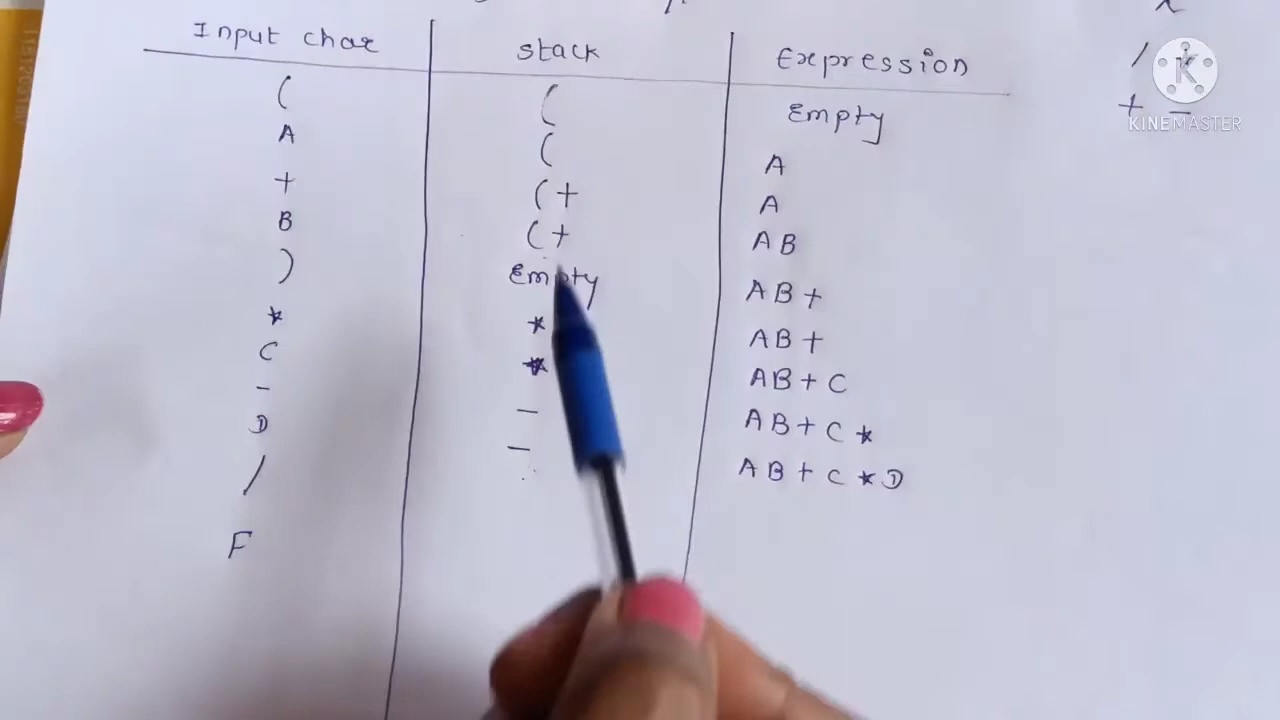 Input char stack Expression
( ( Empty
A ( A
+ (+ A
B (+ AB
) Empty AB+
* * AB+
C * AB+C
- - AB+C*
D - AB+C*D
/
F
/ *
+ -
KINEMASTER